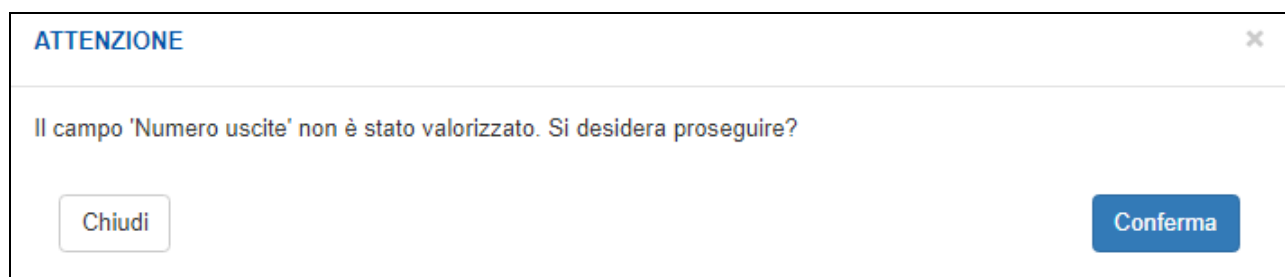 ATTENZIONE ×
Il campo 'Numero uscite' non è stato valorizzato. Si desidera proseguire?
Chiudi Conferma